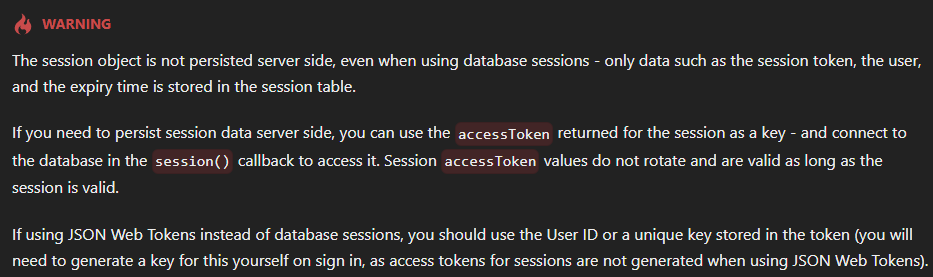 WARNING
The session object is not persisted server side, even when using database sessions - only data such as the session token, the user,
and the expiry time is stored in the session table.
If you need to persist session data server side, you can use the accessToken returned for the session as a key - and connect to
the database in the session() callback to access it. Session accessToken values do not rotate and are valid as long as the
session is valid.
If using JSON Web Tokens instead of database sessions, you should use the User ID or a unique key stored in the token (you will
need to generate a key for this yourself on sign in, as access tokens for sessions are not generated when using JSON Web Tokens).